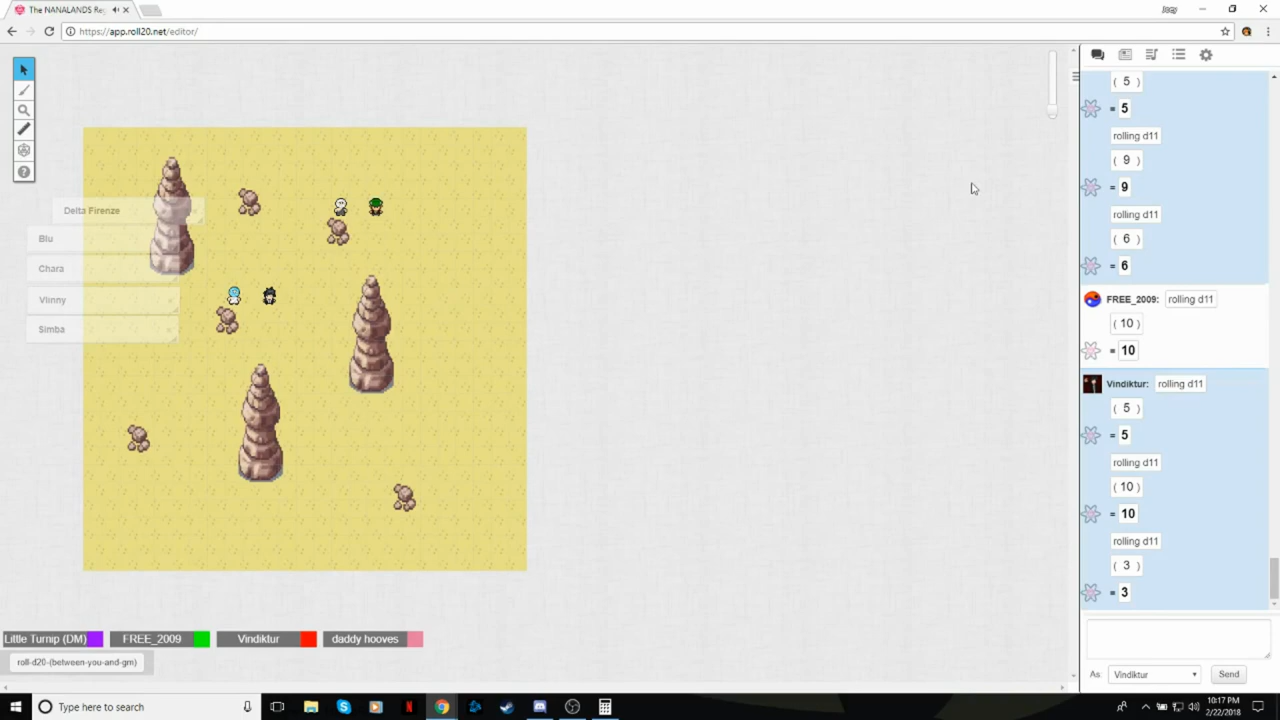 The NANALANDS Re
https://app.roll20.net/editor/
Delta Firenze
Blu
Chara
Vlnny
Simba
( 5 )
= 5
rolling d11
( 9 )
= 9
rolling d11
( 6 )
= 6
FREE_2009: rolling d11
( 10 )
= 10
Vindiktur: rolling d11
( 5 )
= 5
rolling d11
( 10 )
= 10
rolling d11
( 3 )
= 3
Little Turnip (DM)
FREE_2009
Vindiktur
daddy hooves
roll-d20-(between-you-and-gm)
As: Vindiktur
Send
Type here to search
10:17 PM
2/22/2018